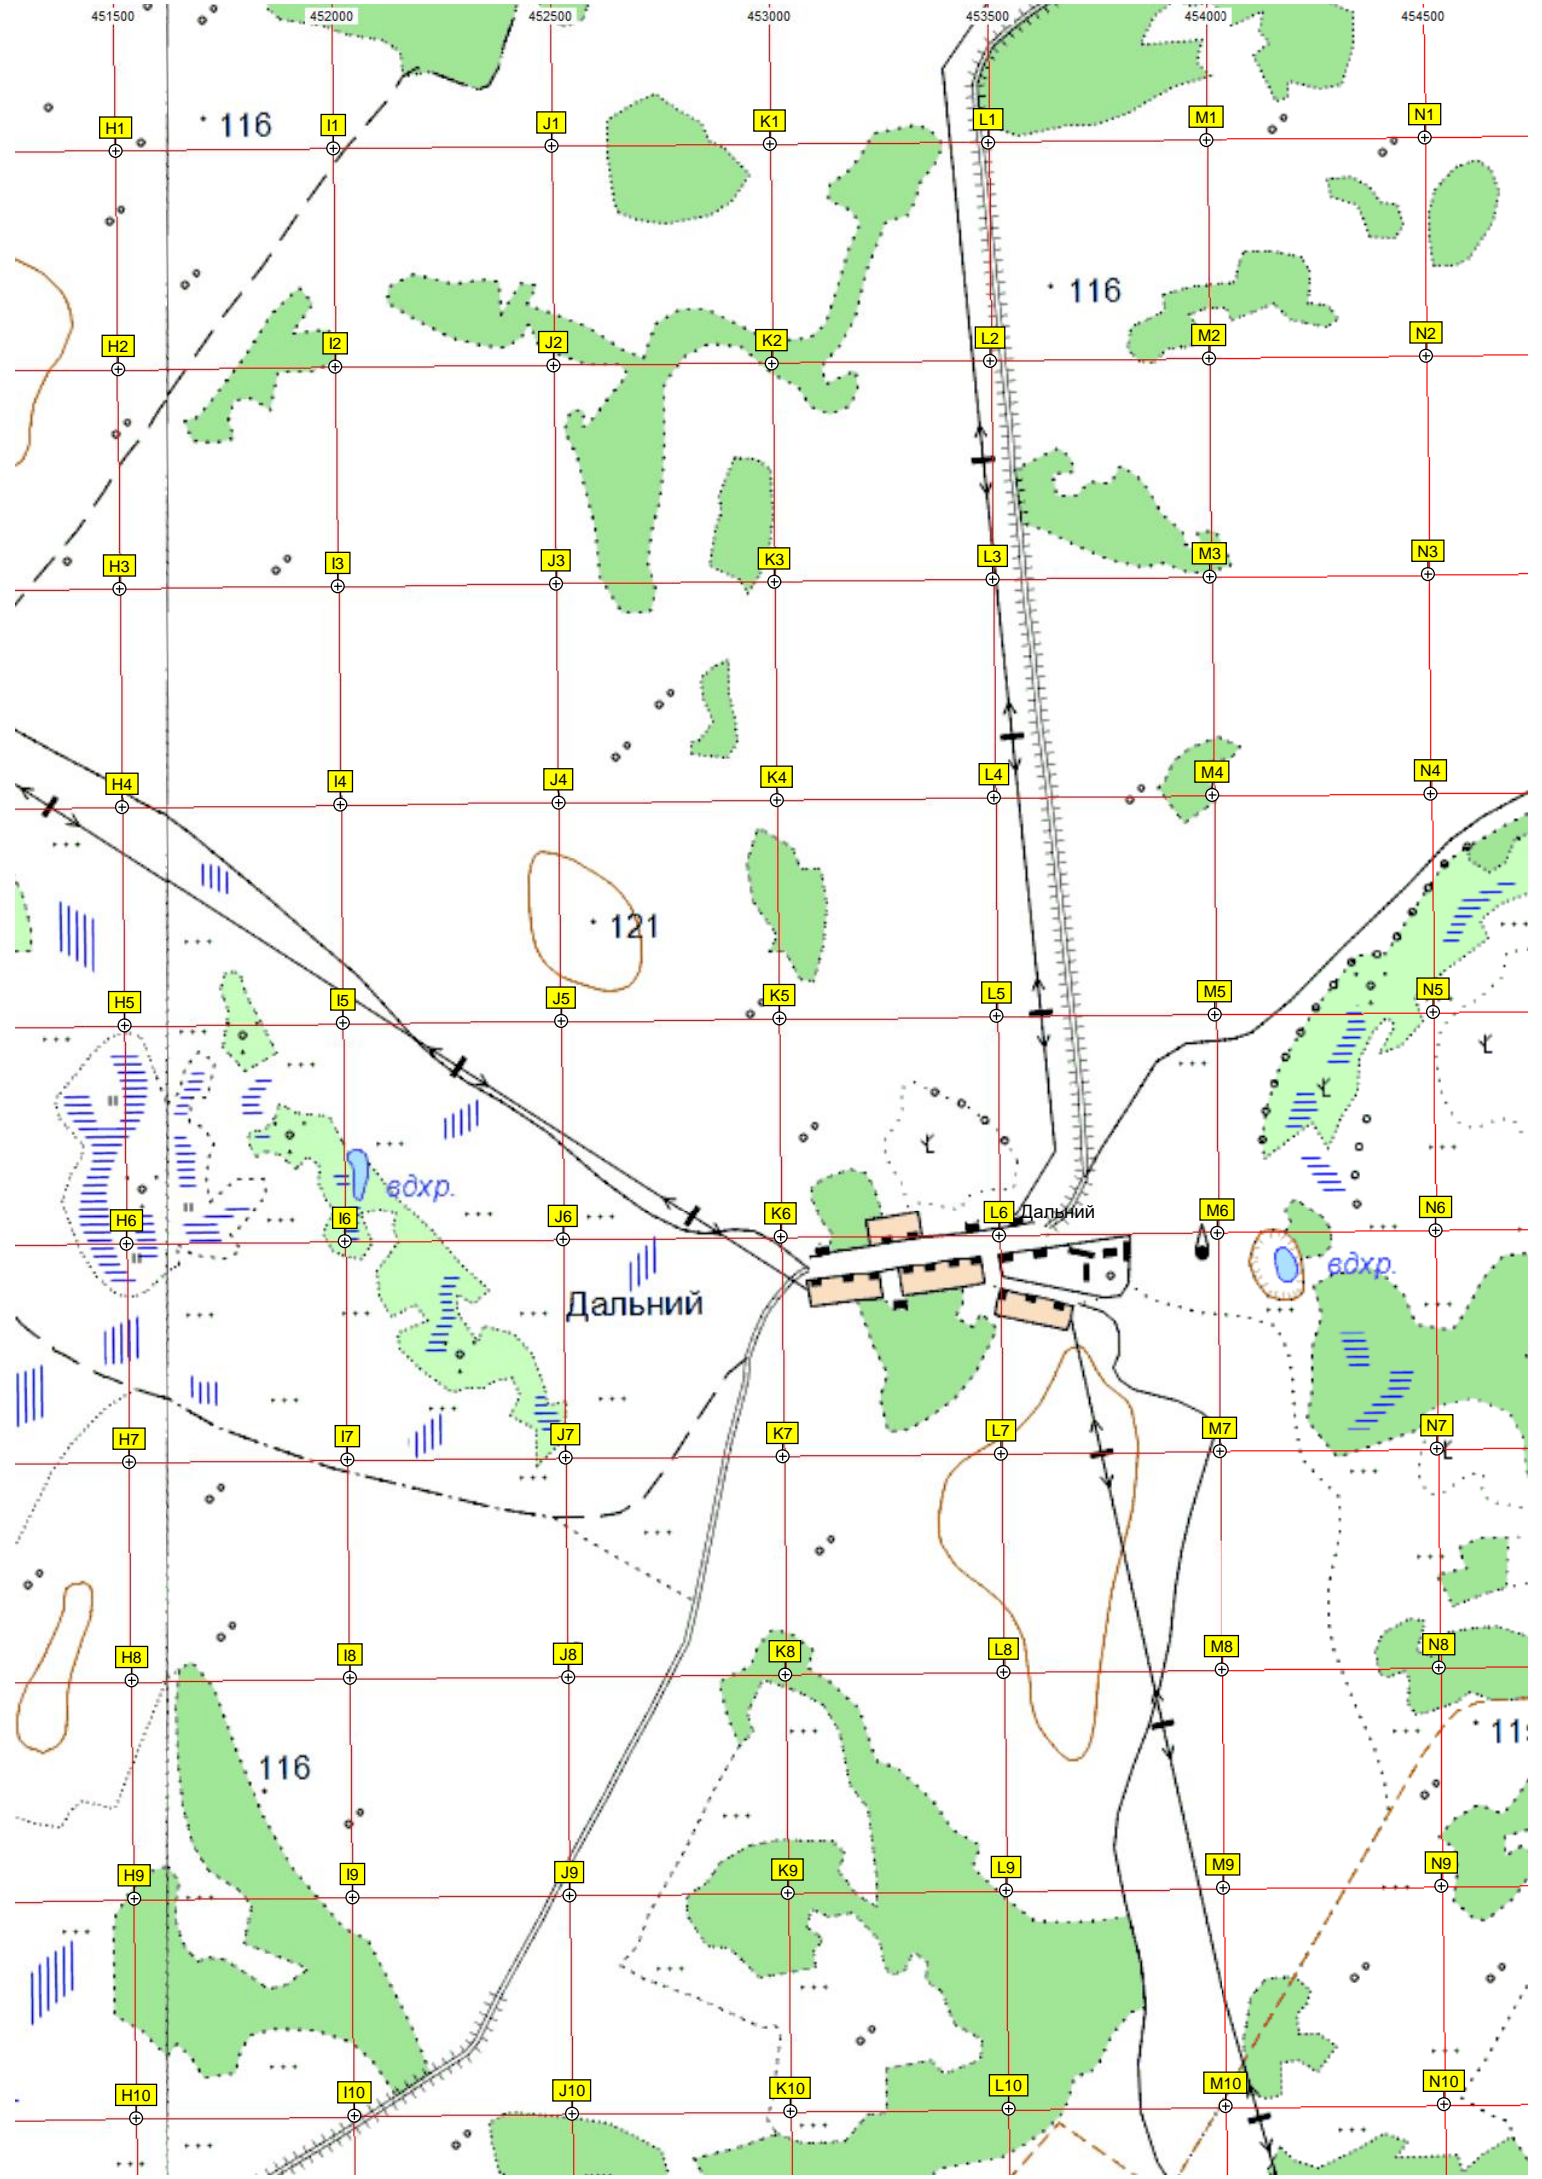 451500 452000 452500 453000 453500 454000 454500
116
H1 I1 J1 K1 L1 M1 N1
116
H2 I2 J2 K2 L2 M2 N2
H3 I3 J3 K3 L3 M3 N3
H4 I4 J4 K4 L4 M4 N4
121
H5 I5 J5 K5 L5 M5 N5
вдхр.
H6 I6 J6 K6 L6 Дальний M6 N6
вдхр.
Дальний
H7 I7 J7 K7 L7 M7 N7
H8 I8 J8 K8 L8 M8 N8
116
H9 I9 J9 K9 L9 M9 N9
H10 I10 J10 K10 L10 M10 N10